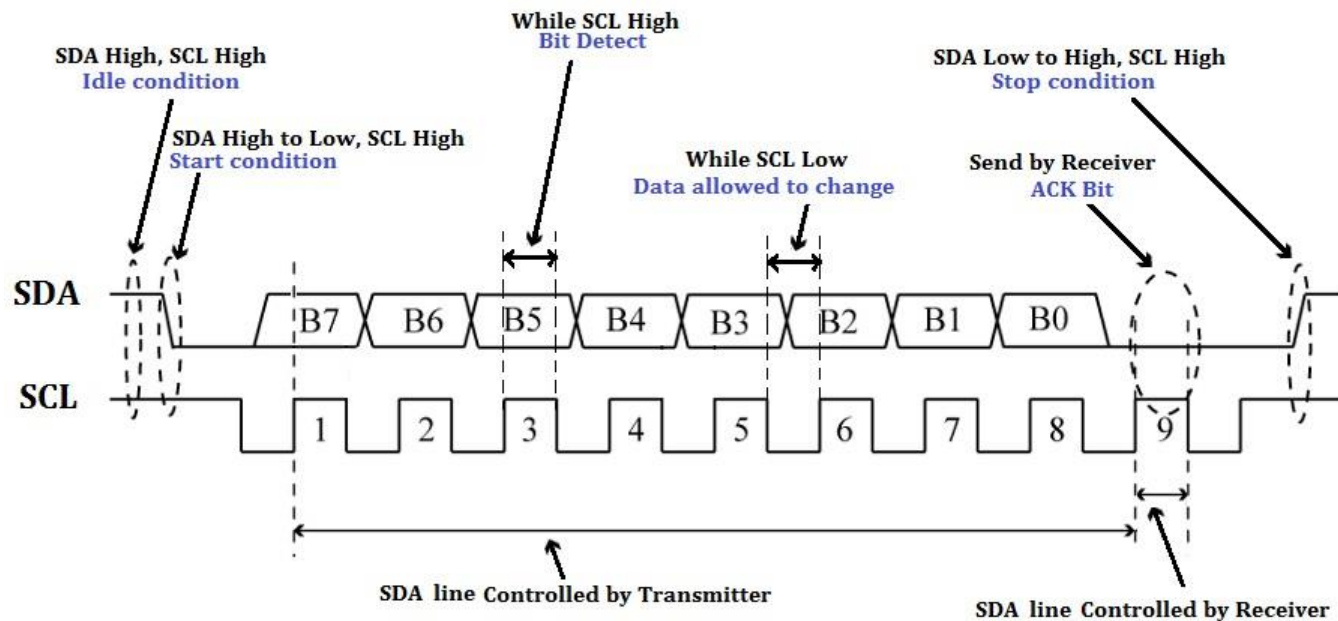 While SCL High
Bit Detect
SDA High, SCL High
Idle condition
SDA Low to High, SCL High
Stop condition
SDA High to Low, SCL High
Start condition
While SCL Low
Data allowed to change
Send by Receiver
ACK Bit
SDA
B7 B6 B5 B4 B3 B2 B1 B0
SCL
1 2 3 4 5 6 7 8 9
SDA line Controlled by Transmitter
SDA line Controlled by Receiver